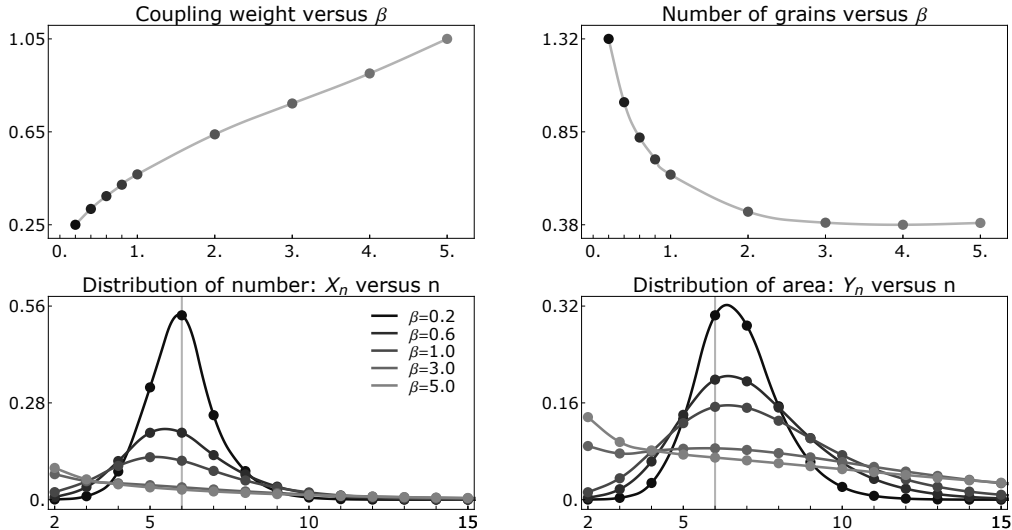 Coupling weight versus β
1.05
0.65
0.25
0. 1. 2. 3. 4. 5.
Number of grains versus β
1.32
0.85
0.38
0. 1. 2. 3. 4. 5.
Distribution of number: Xn versus n
0.56
0.28
0.
2 5 10 15
β=0.2
β=0.6
β=1.0
β=3.0
β=5.0
Distribution of area: Yn versus n
0.32
0.16
0.
2 5 10 15